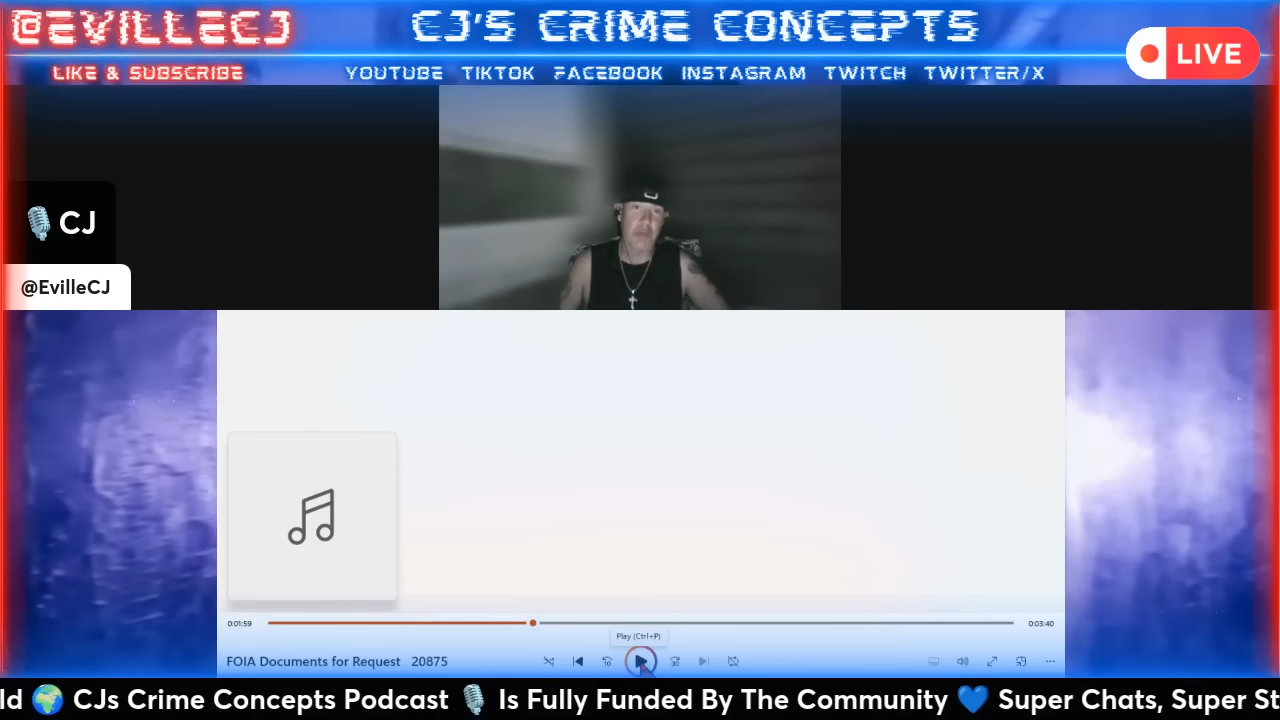 @EVILLECJ
CJ'S CRIME CONCEPTS
LIVE
LIKE & SUBSCRIBE
YOUTUBE TIKTOK FACEBOOK INSTAGRAM TWITCH TWITTER/X
CJ
@EvilleCJ
0:01:59
0:03:40
Play (Ctrl+P)
FOIA Documents for Request 20875
10
30
ld 🌍 CJs Crime Concepts Podcast 🎙️ Is Fully Funded By The Community 💙 Super Chats, Super St